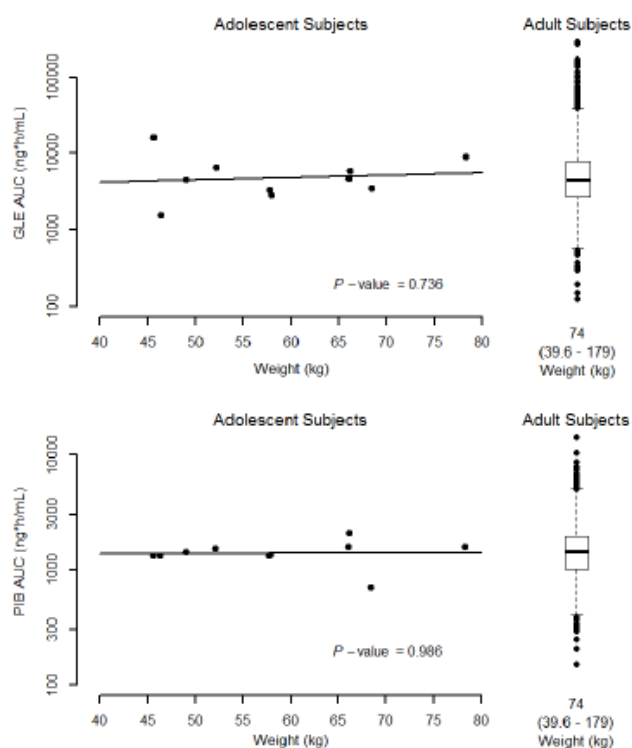 Adolescent Subjects
Adult Subjects
GLE AUC (ng*h/mL)
100000
10000
1000
100
P − value = 0.736
40 45 50 55 60 65 70 75 80
Weight (kg)
74
(39.6 - 179)
Weight (kg)
Adolescent Subjects
Adult Subjects
PIB AUC (ng*h/mL)
10000
3000
1000
300
100
P − value = 0.986
40 45 50 55 60 65 70 75 80
Weight (kg)
74
(39.6 - 179)
Weight (kg)